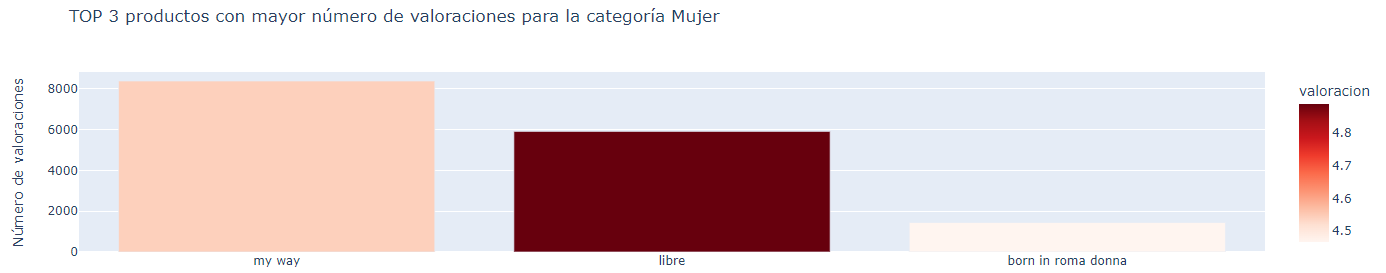 TOP 3 productos con mayor número de valoraciones para la categoría Mujer
Número de valoraciones
8000
6000
4000
2000
0
my way
libre
born in roma donna
valoracion
4.8
4.7
4.6
4.5